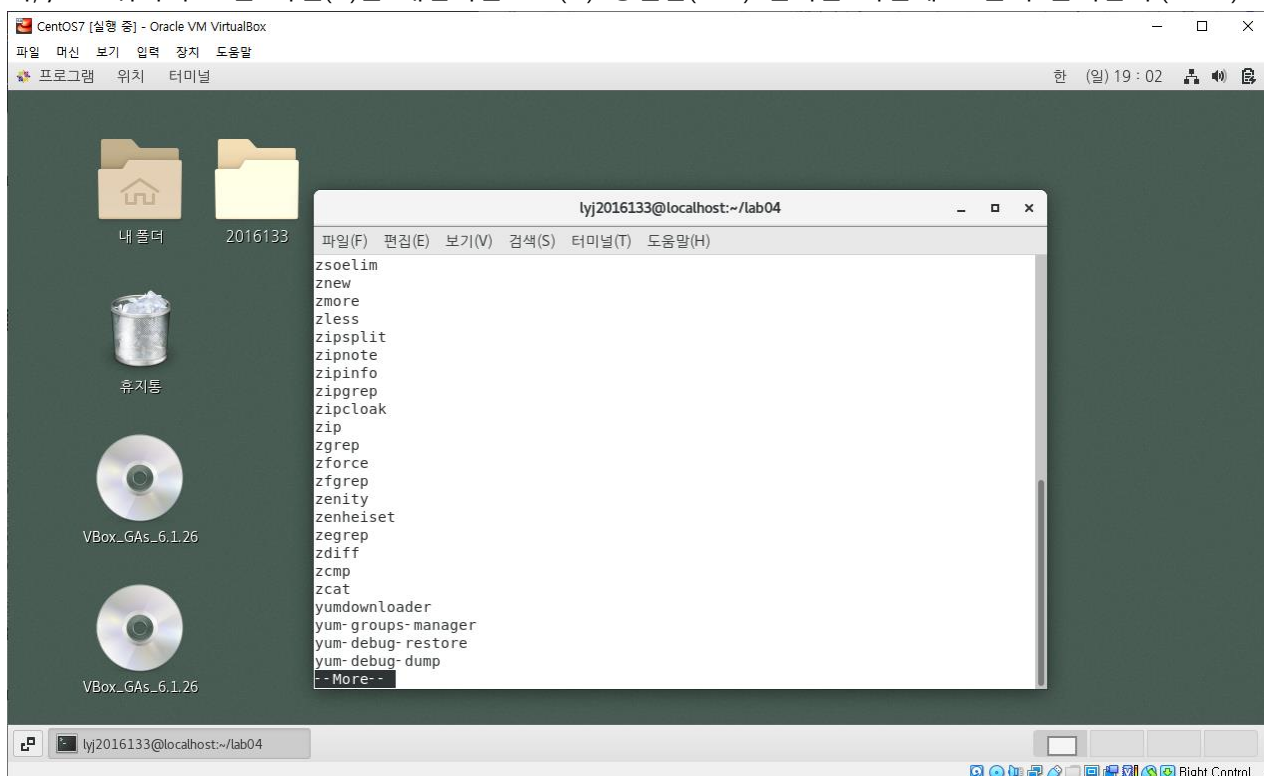 CentOS7 [실행 중] - Oracle VM VirtualBox
파일 머신 보기 입력 장치 도움말
프로그램 위치 터미널 한 (일) 19 : 02
내 폴더 2016133
lyj2016133@localhost:~/lab04
파일(F) 편집(E) 보기(V) 검색(S) 터미널(T) 도움말(H)
zsoelim
znew
zmore
zless
zipsplit
zipnote
zipinfo
zipgrep
zipcloak
zip
zgrep
zforce
zfgrep
zenity
zenheiset
zegrep
zdiff
zcmp
zcat
yumdownloader
yum-groups-manager
yum-debug-restore
yum-debug-dump
--More--
휴지통
VBox_GAs_6.1.26
VBox_GAs_6.1.26
lyj2016133@localhost:~/lab04
Right Control